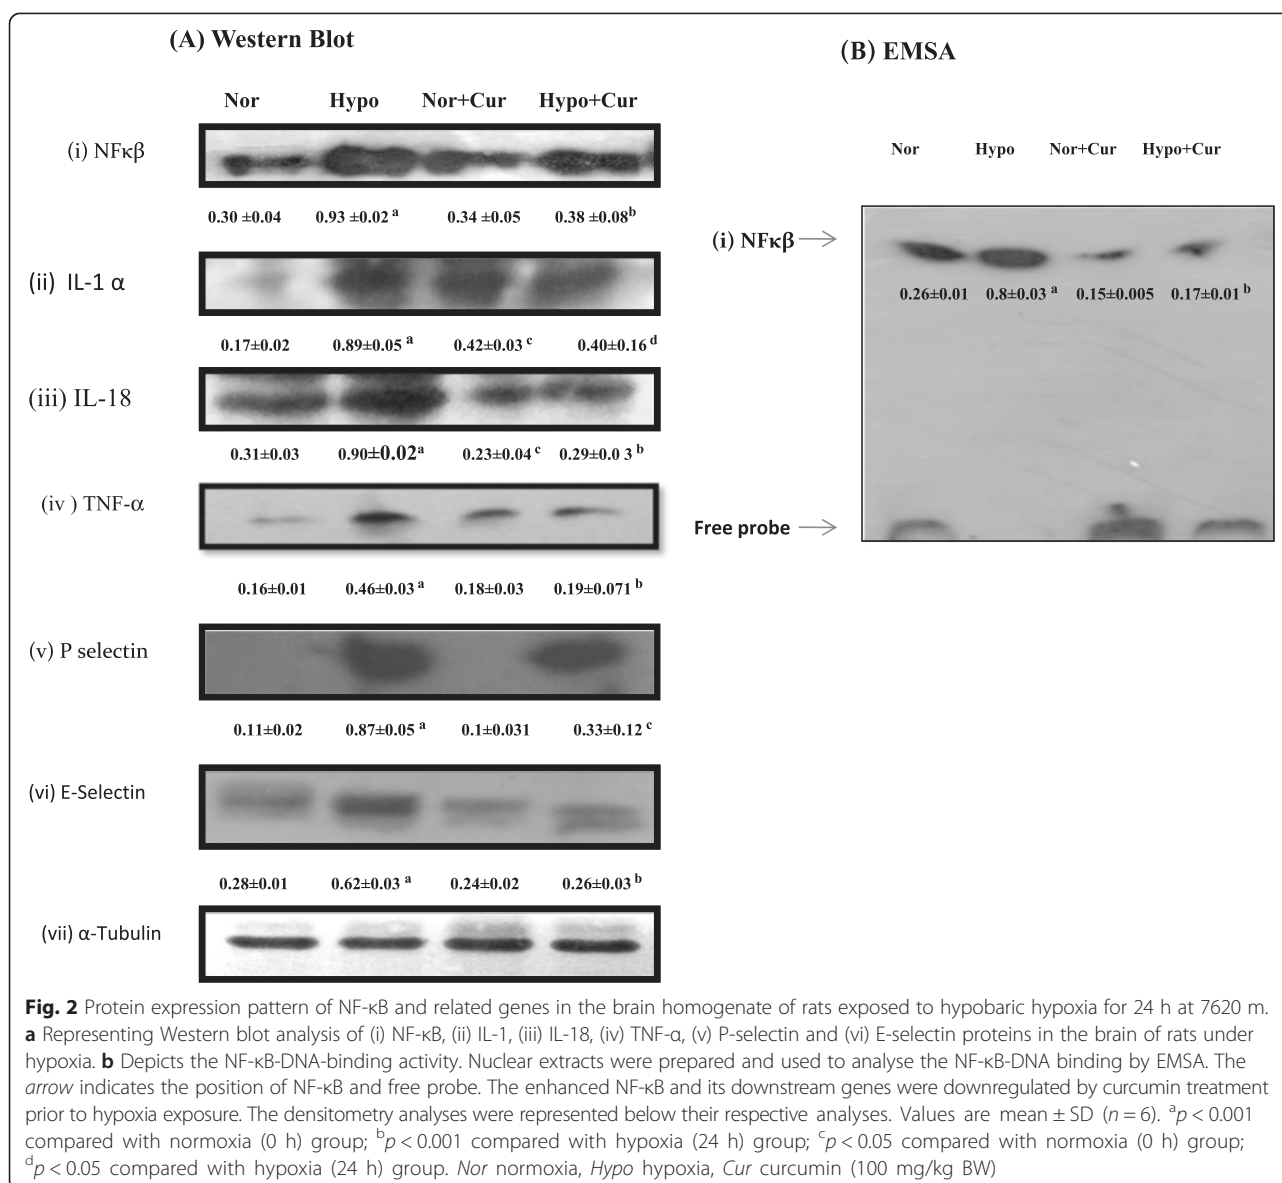 (A) Western Blot
Nor Hypo Nor+Cur Hypo+Cur
(i) NFκβ
0.30 ±0.04 0.93 ±0.02 a 0.34 ±0.05 0.38 ±0.08b
(ii) IL-1 α
0.17±0.02 0.89±0.05 a 0.42±0.03 c 0.40±0.16 d
(iii) IL-18
0.31±0.03 0.90±0.02a 0.23±0.04 c 0.29±0.0 3 b
(iv ) TNF-α
0.16±0.01 0.46±0.03 a 0.18±0.03 0.19±0.071 b
(v) P selectin
0.11±0.02 0.87±0.05 a 0.1±0.031 0.33±0.12 c
(vi) E-Selectin
0.28±0.01 0.62±0.03 a 0.24±0.02 0.26±0.03 b
(vii) α-Tubulin
(B) EMSA
Nor Hypo Nor+Cur Hypo+Cur
(i) NFκβ
0.26±0.01 0.8±0.03 a 0.15±0.005 0.17±0.01 b
Free probe
Fig. 2 Protein expression pattern of NF-κB and related genes in the brain homogenate of rats exposed to hypobaric hypoxia for 24 h at 7620 m.
a Representing Western blot analysis of (i) NF-κB, (ii) IL-1, (iii) IL-18, (iv) TNF-α, (v) P-selectin and (vi) E-selectin proteins in the brain of rats under
hypoxia. b Depicts the NF-κB-DNA-binding activity. Nuclear extracts were prepared and used to analyse the NF-κB-DNA binding by EMSA. The
arrow indicates the position of NF-κB and free probe. The enhanced NF-κB and its downstream genes were downregulated by curcumin treatment
prior to hypoxia exposure. The densitometry analyses were represented below their respective analyses. Values are mean ± SD (n = 6). ap < 0.001
compared with normoxia (0 h) group; bp < 0.001 compared with hypoxia (24 h) group; cp < 0.05 compared with normoxia (0 h) group;
dp < 0.05 compared with hypoxia (24 h) group. Nor normoxia, Hypo hypoxia, Cur curcumin (100 mg/kg BW)